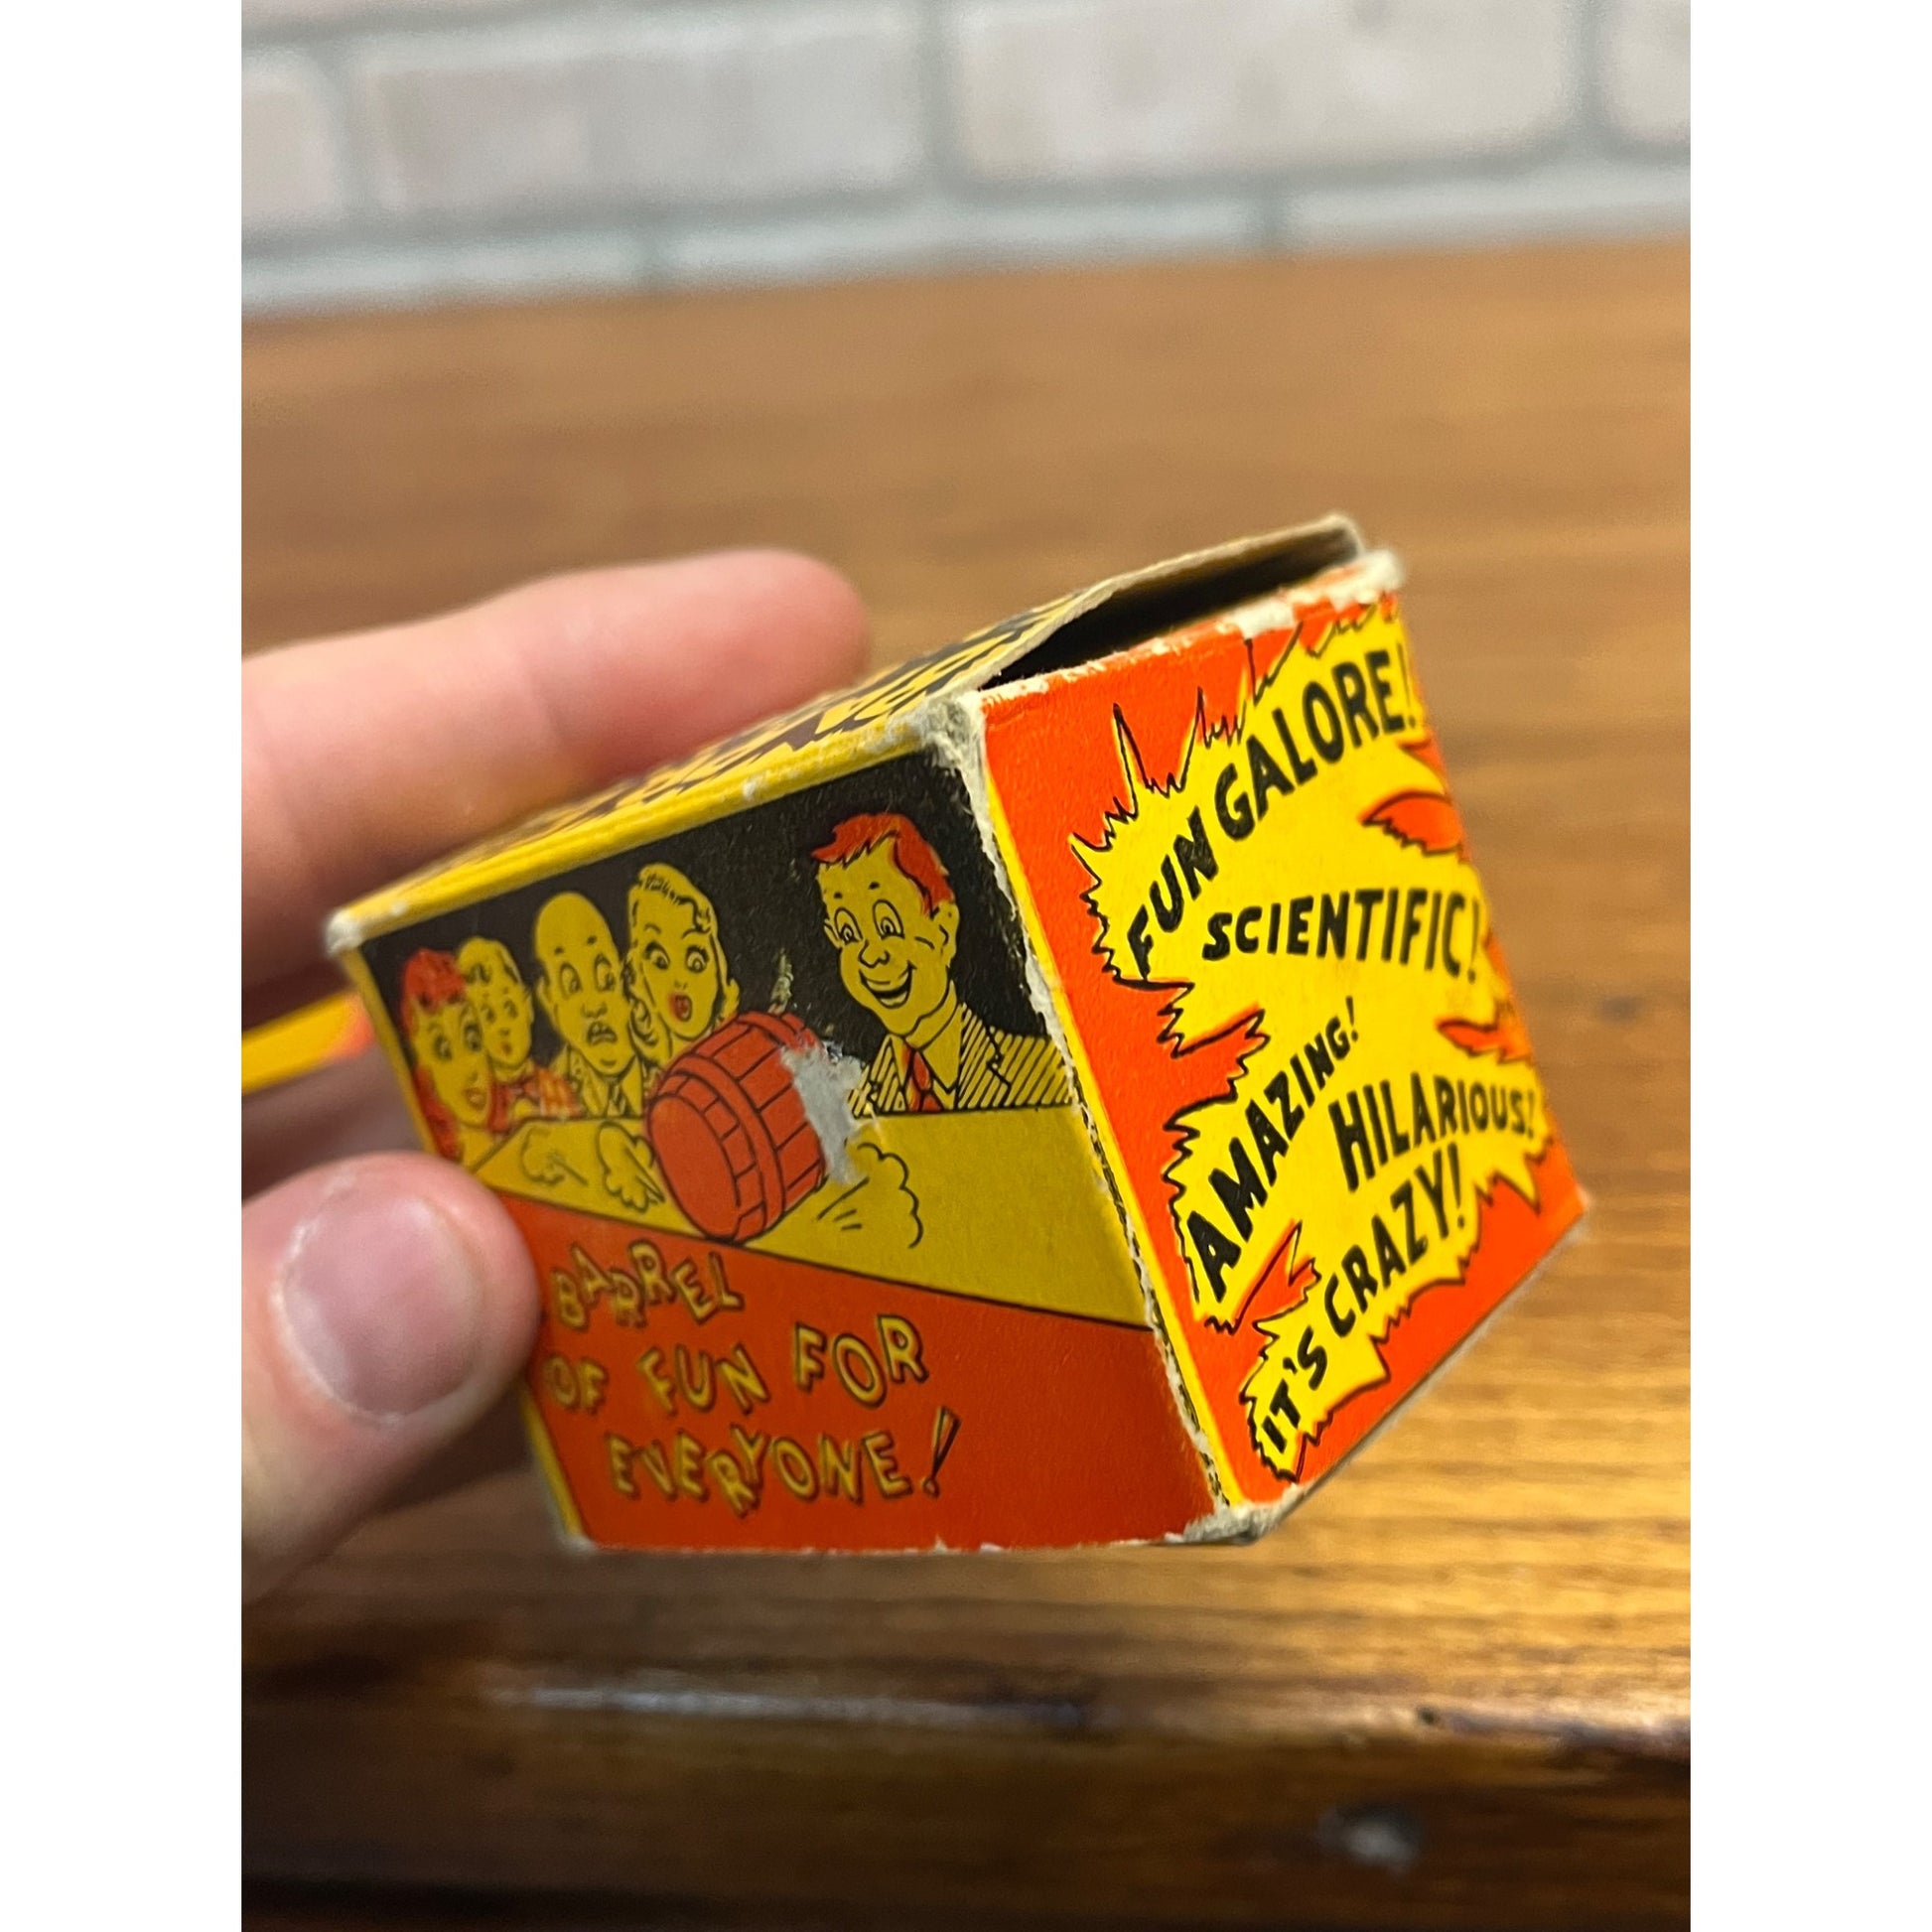 BARREL
OF FUN FOR
EVERYONE!
FUN GALORE!
SCIENTIFIC!
AMAZING!
HILARIOUS!
IT'S CRAZY!